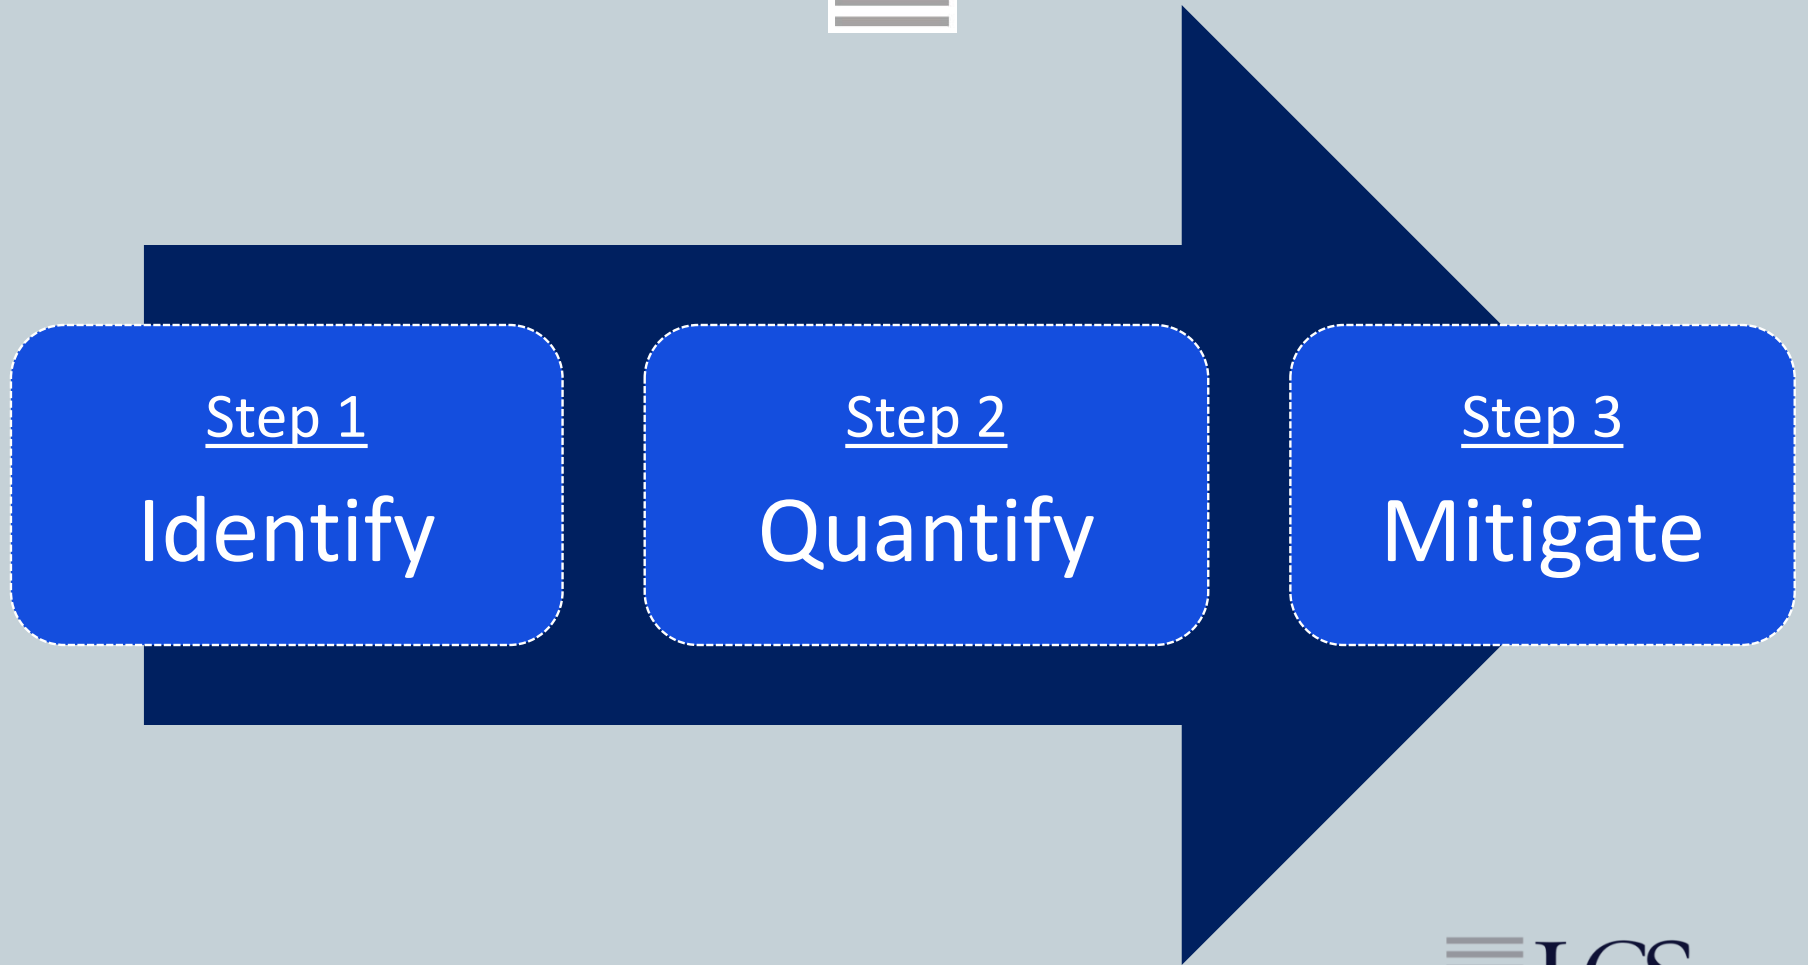 Step 1
Identify
Step 2
Quantify
Step 3
Mitigate